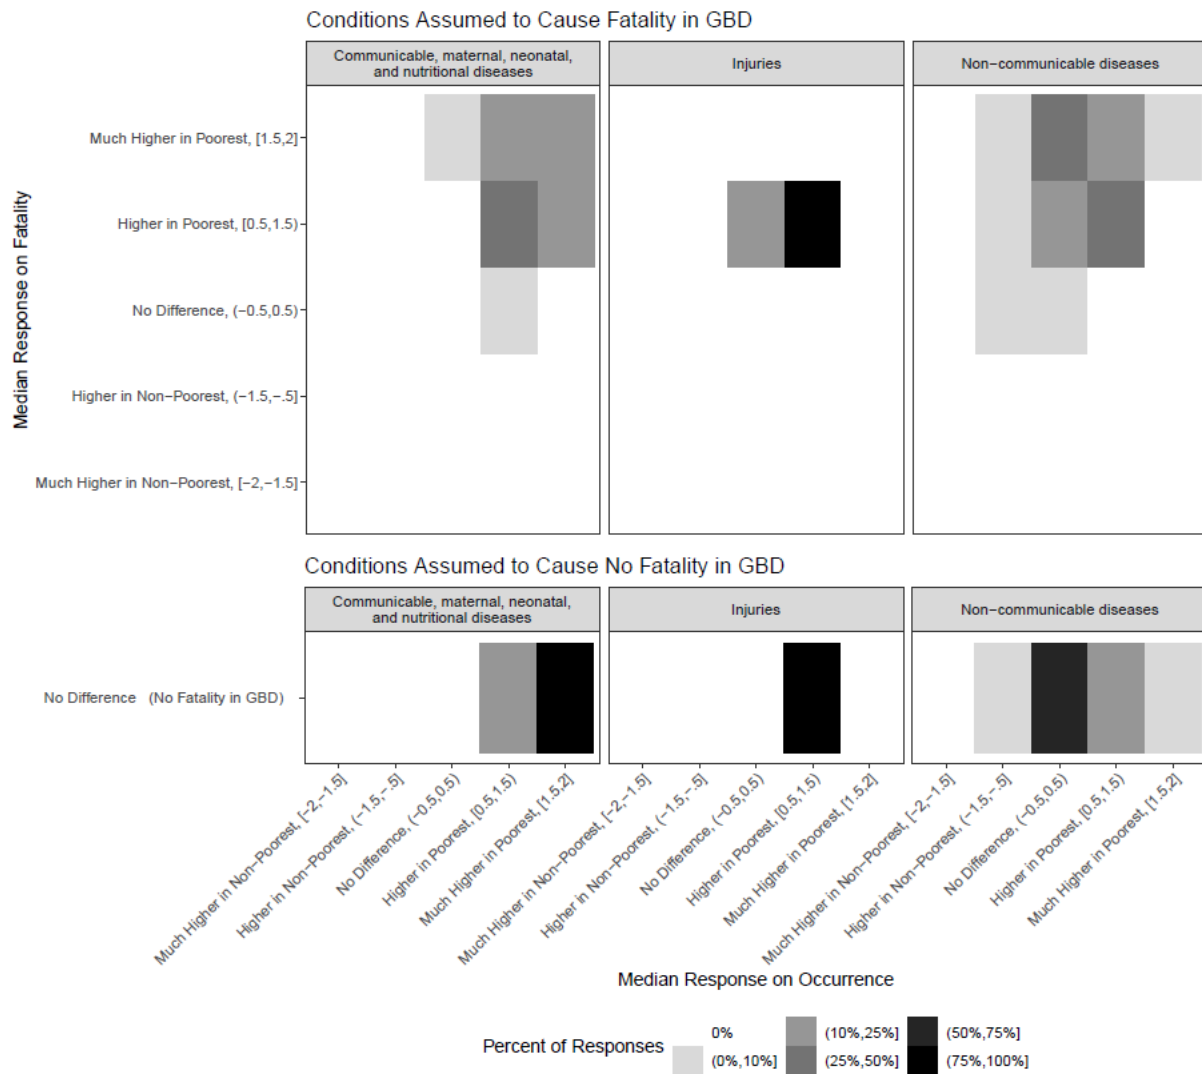 Conditions Assumed to Cause Fatality in GBD
Communicable, maternal, neonatal,
and nutritional diseases
Injuries
Non−communicable diseases
Median Response on Fatality
Much Higher in Poorest, [1.5,2]
Higher in Poorest, [0.5,1.5)
No Difference, (−0.5,0.5)
Higher in Non−Poorest, (−1.5,−.5]
Much Higher in Non−Poorest, [−2,−1.5]
Conditions Assumed to Cause No Fatality in GBD
Communicable, maternal, neonatal,
and nutritional diseases
Injuries
Non−communicable diseases
No Difference (No Fatality in GBD)
Much Higher in Non−Poorest, [−2,−1.5]
Higher in Non−Poorest, (−1.5,−.5]
No Difference, (−0.5,0.5)
Higher in Poorest, [0.5,1.5)
Much Higher in Poorest, [1.5,2]
Much Higher in Non−Poorest, [−2,−1.5]
Higher in Non−Poorest, (−1.5,−.5]
No Difference, (−0.5,0.5)
Higher in Poorest, [0.5,1.5)
Much Higher in Poorest, [1.5,2]
Much Higher in Non−Poorest, [−2,−1.5]
Higher in Non−Poorest, (−1.5,−.5]
No Difference, (−0.5,0.5)
Higher in Poorest, [0.5,1.5)
Much Higher in Poorest, [1.5,2]
Median Response on Occurrence
Percent of Responses
0%
(0%,10%]
(10%,25%]
(25%,50%]
(50%,75%]
(75%,100%]